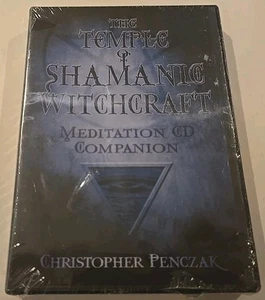 THE
TEMPLE
OF
SHAMANIC
WITCHCRAFT
MEDITATION CD
COMPANION
CHRISTOPHER PENCZAK